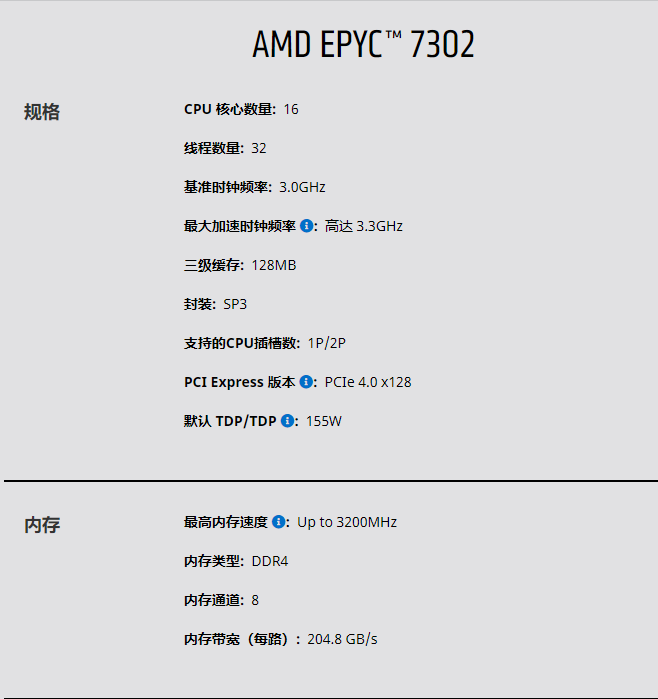 AMD EPYC™ 7302
规格
CPU 核心数量: 16
线程数量: 32
基准时钟频率: 3.0GHz
最大加速时钟频率 : 高达 3.3GHz
三级缓存: 128MB
封装: SP3
支持的CPU插槽数: 1P/2P
PCI Express 版本 : PCIe 4.0 x128
默认 TDP/TDP : 155W
内存
最高内存速度 : Up to 3200MHz
内存类型: DDR4
内存通道: 8
内存带宽（每路）: 204.8 GB/s